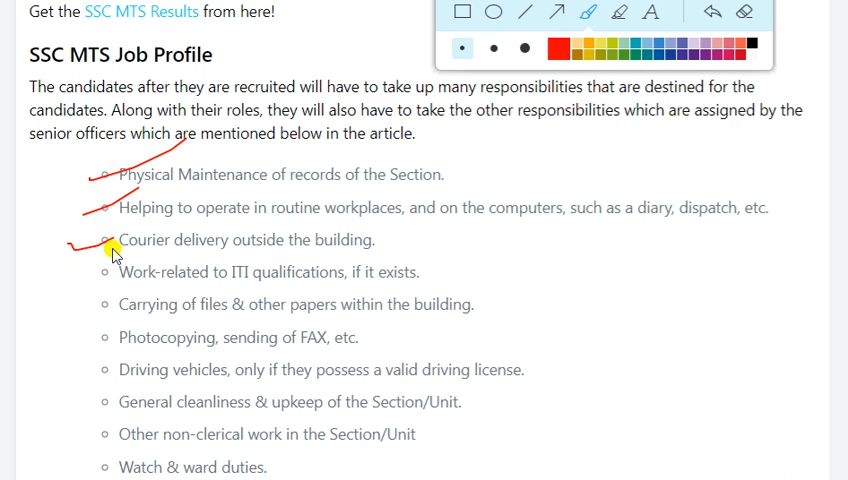 Get the SSC MTS Results from here!
A
SSC MTS Job Profile
The candidates after they are recruited will have to take up many responsibilities that are destined for the
candidates. Along with their roles, they will also have to take the other responsibilities which are assigned by the
senior officers which are mentioned below in the article.
Physical Maintenance of records of the Section.
Helping to operate in routine workplaces, and on the computers, such as a diary, dispatch, etc.
Courier delivery outside the building.
Work-related to ITI qualifications, if it exists.
Carrying of files & other papers within the building.
Photocopying, sending of FAX, etc.
Driving vehicles, only if they possess a valid driving license.
General cleanliness & upkeep of the Section/Unit.
Other non-clerical work in the Section/Unit
Watch & ward duties.